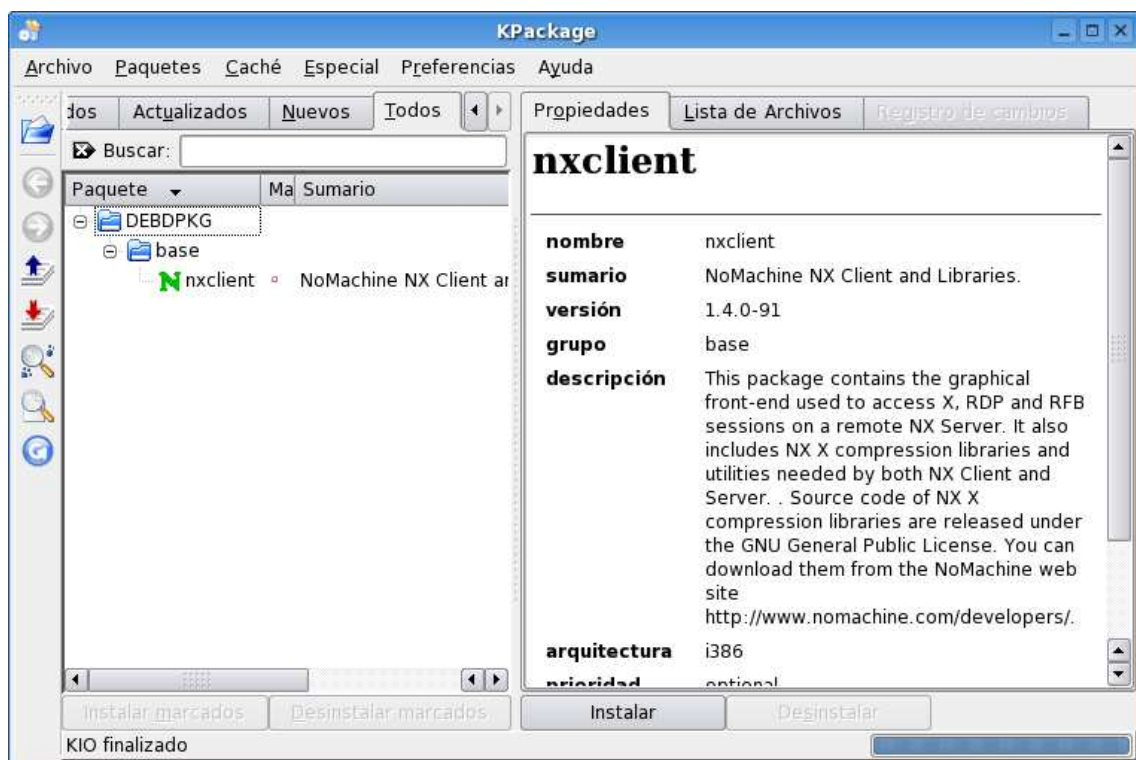 KPackage
Archivo Paquetes Caché Especial Preferencias Ayuda
dos Actualizados Nuevos Todos
Buscar:
Paquete Ma Sumario
DEBDPKG
base
nxclient NoMachine NX Client ar
Instalar marcados Desinstalar marcados
Propiedades Lista de Archivos Registro de cambios
nxclient
nombre nxclient
sumario NoMachine NX Client and Libraries.
versión 1.4.0-91
grupo base
descripción This package contains the graphical
front-end used to access X, RDP and RFB
sessions on a remote NX Server. It also
includes NX X compression libraries and
utilities needed by both NX Client and
Server. . Source code of NX X
compression libraries are released under
the GNU General Public License. You can
download them from the NoMachine web
site
http://www.nomachine.com/developers/.
arquitectura i386
prioridad optional
Instalar Desinstalar
KIO finalizado